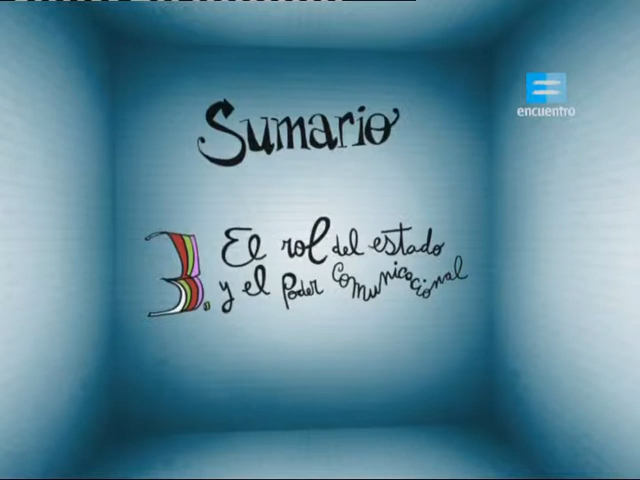 Sumario
encuentro
3. El rol del estado
y el Poder Comunicacional